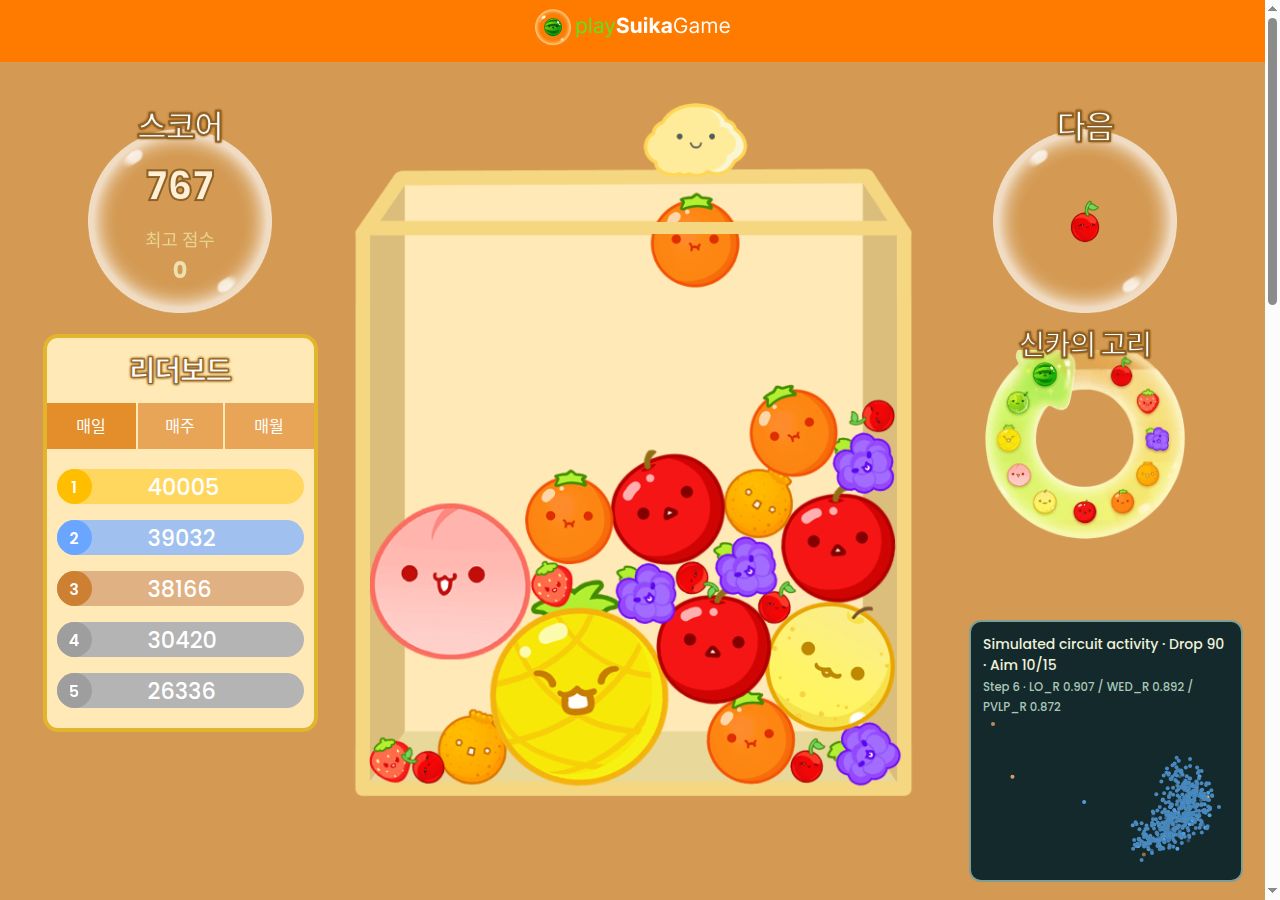 playSuikaGame
스코어
767
최고 점수
0
다음
신카의 고리
리더보드
매일 매주 매월
1 40005
2 39032
3 38166
4 30420
5 26336
Simulated circuit activity · Drop 90
· Aim 10/15
Step 6 · LO_R 0.907 / WED_R 0.892 /
PVLP_R 0.872